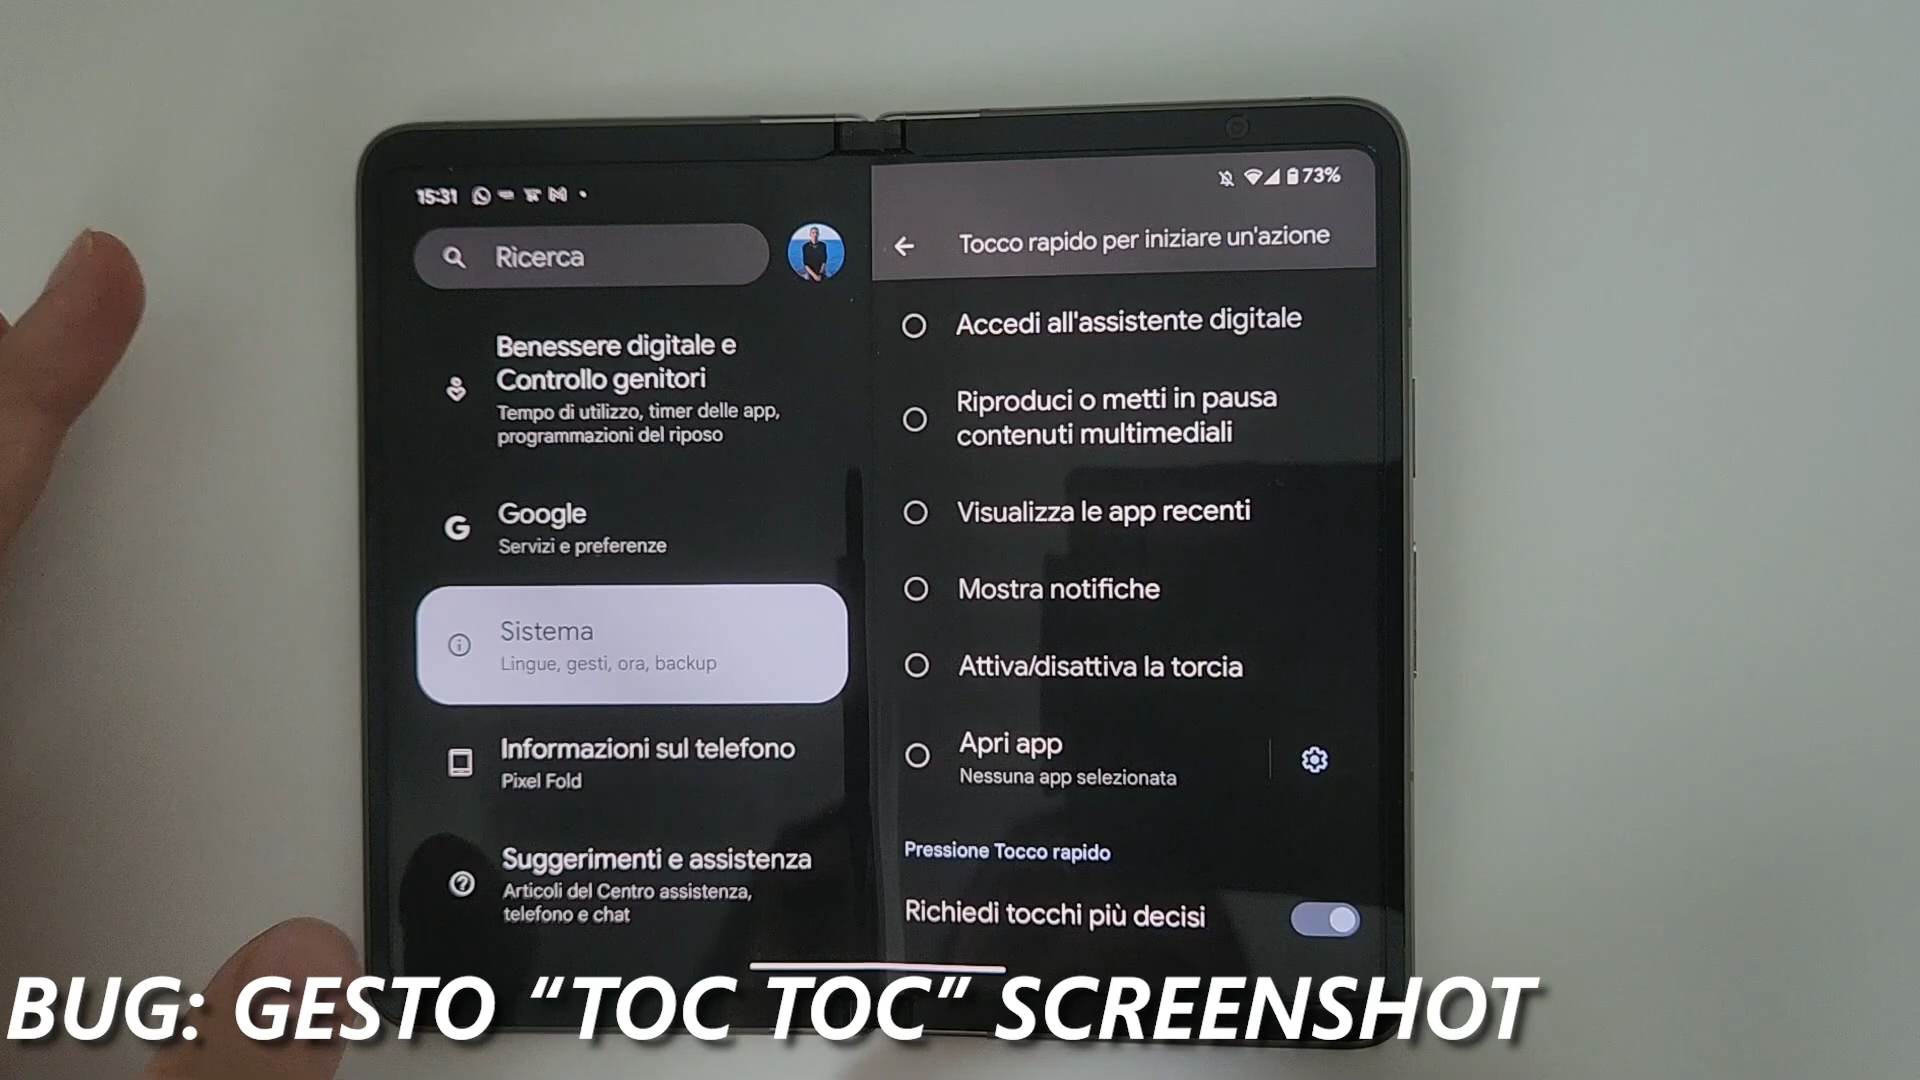 15:31
73%
Ricerca
Benessere digitale e
Controllo genitori
Tempo di utilizzo, timer delle app,
programmazioni del riposo
Google
Servizi e preferenze
Sistema
Lingue, gesti, ora, backup
Informazioni sul telefono
Pixel Fold
Suggerimenti e assistenza
Articoli del Centro assistenza,
telefono e chat
Tocco rapido per iniziare un'azione
Accedi all'assistente digitale
Riproduci o metti in pausa
contenuti multimediali
Visualizza le app recenti
Mostra notifiche
Attiva/disattiva la torcia
Apri app
Nessuna app selezionata
Pressione Tocco rapido
Richiedi tocchi più decisi
BUG: GESTO “TOC TOC” SCREENSHOT